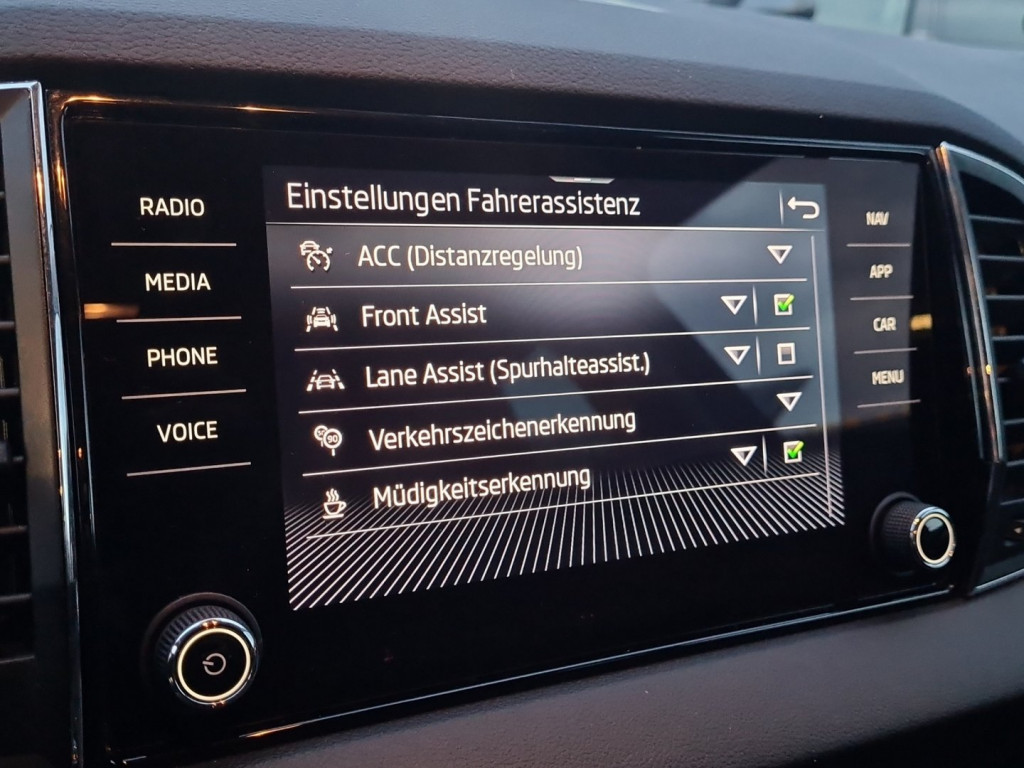 RADIO
MEDIA
PHONE
VOICE
Einstellungen Fahrerassistenz
ACC (Distanzregelung)
Front Assist
Lane Assist (Spurhalteassist.)
90
Verkehrszeichenerkennung
Müdigkeitserkennung
NAV
APP
CAR
MENU